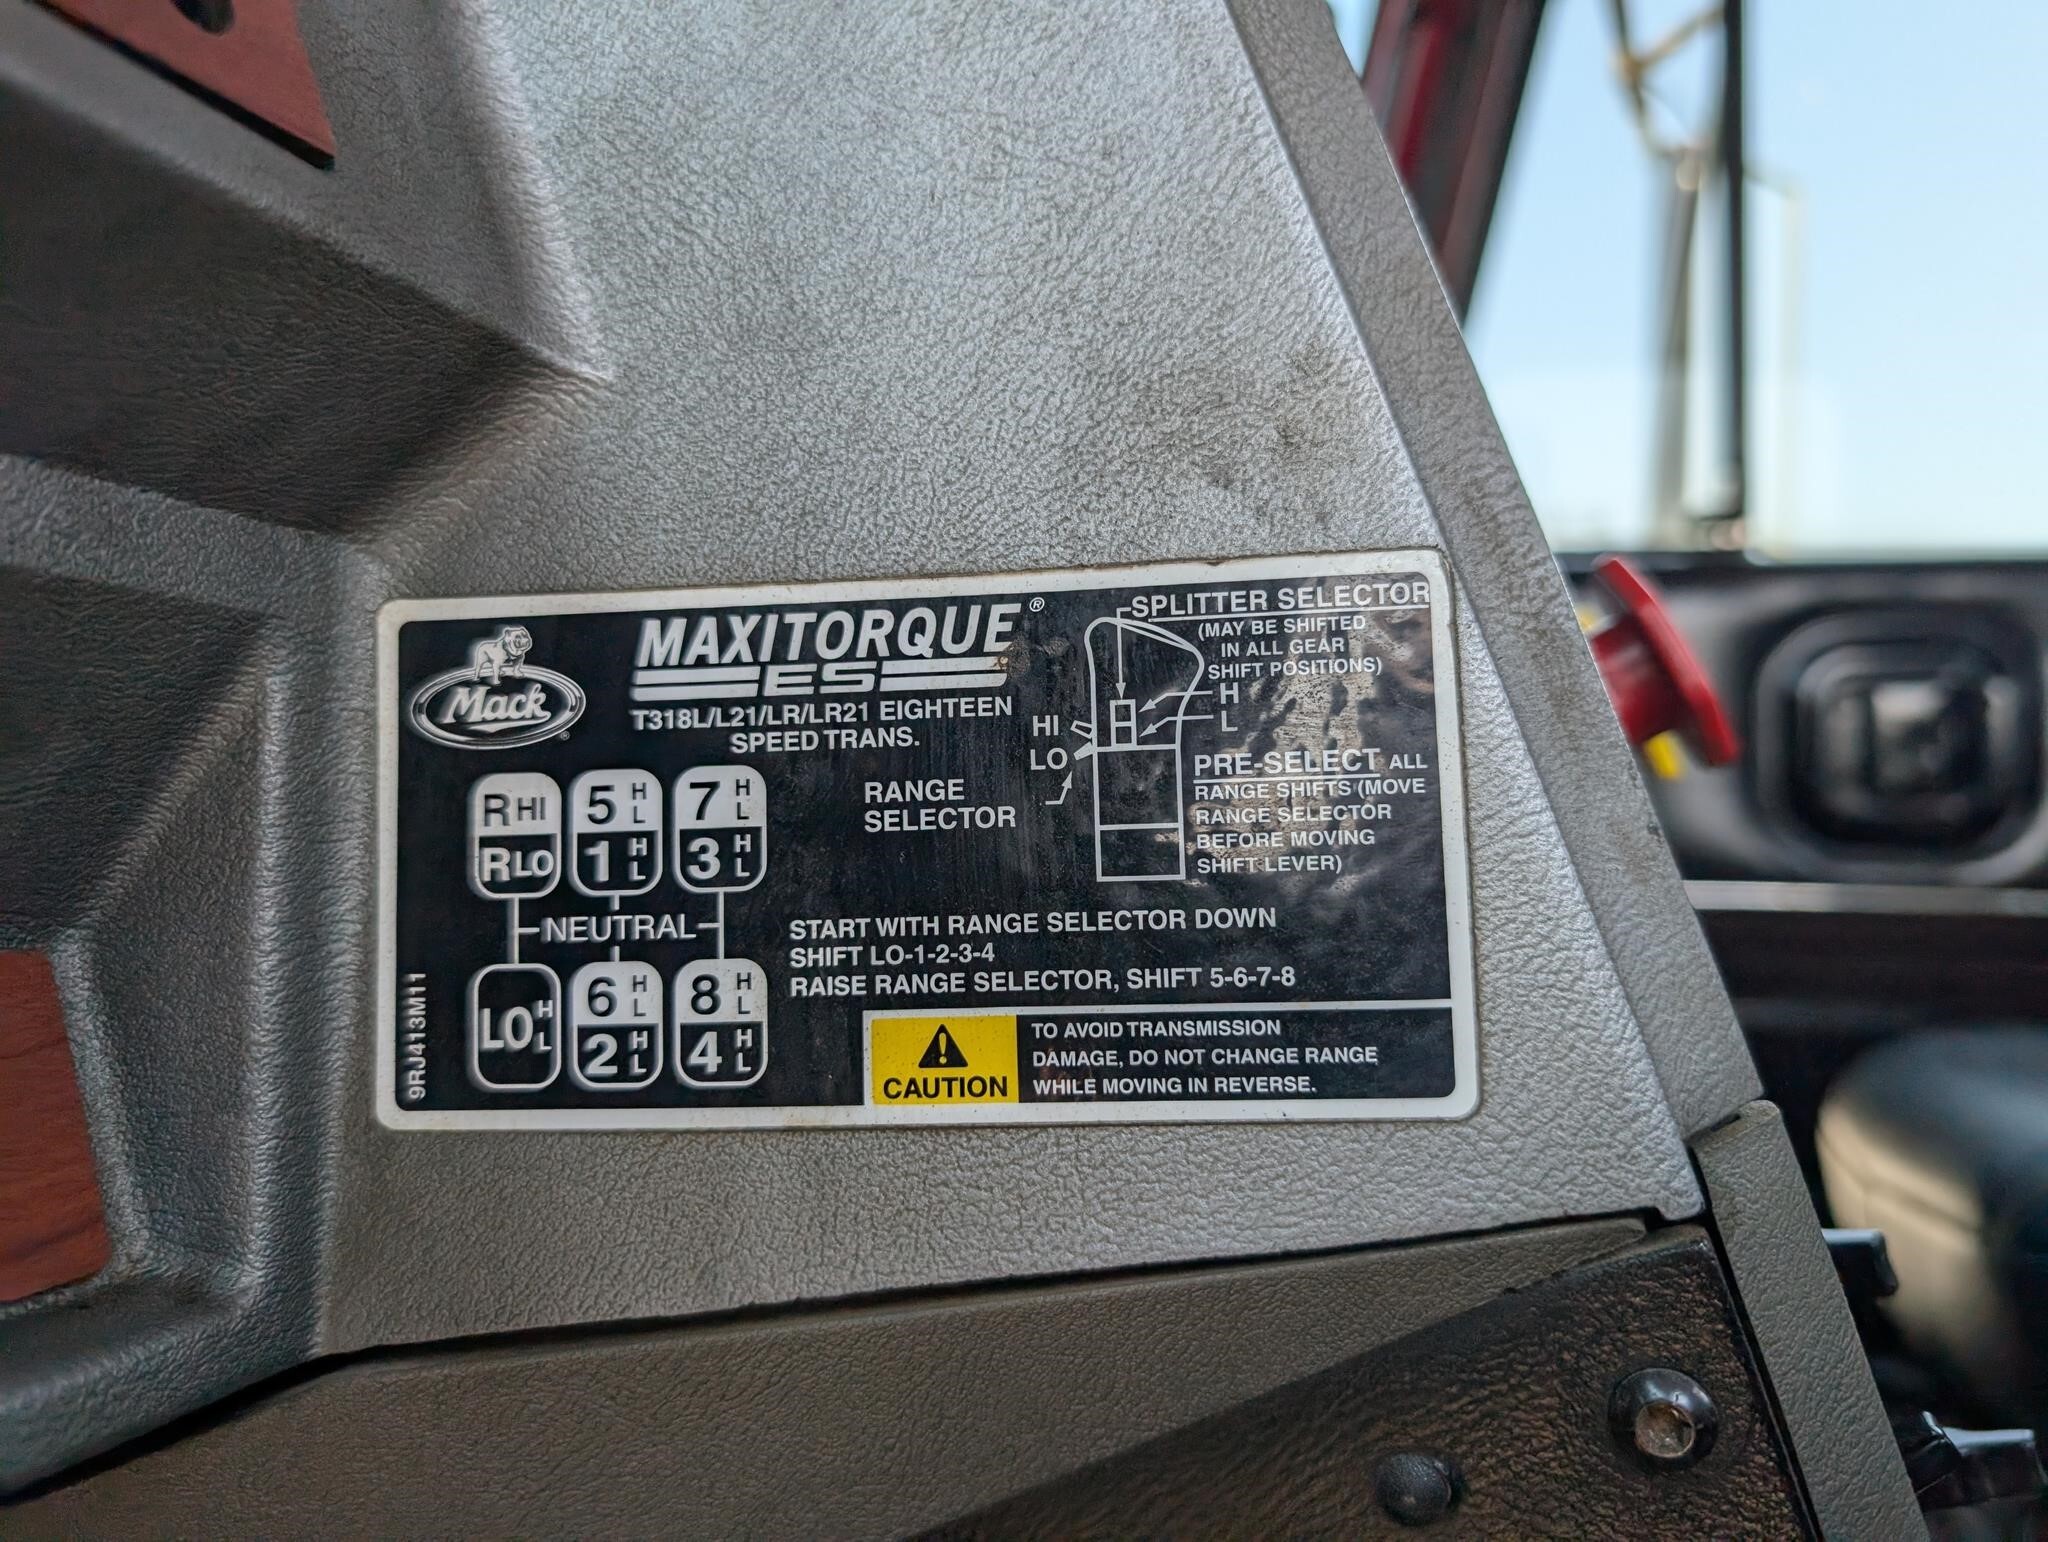 Mack
MAXITORQUE®
ES
T318L/L21/LR/LR21 EIGHTEEN
SPEED TRANS.
SPLITTER SELECTOR
(MAY BE SHIFTED
IN ALL GEAR
SHIFT POSITIONS)
H
L
HI
LO
RANGE
SELECTOR
PRE-SELECT ALL
RANGE SHIFTS (MOVE
RANGE SELECTOR
BEFORE MOVING
SHIFT LEVER)
R HI 5 H L 7 H L
R LO 1 H L 3 H L
NEUTRAL
LO H L 6 H L 8 H L
2 H L 4 H L
9RJ413M11
START WITH RANGE SELECTOR DOWN
SHIFT LO-1-2-3-4
RAISE RANGE SELECTOR, SHIFT 5-6-7-8
CAUTION
TO AVOID TRANSMISSION
DAMAGE, DO NOT CHANGE RANGE
WHILE MOVING IN REVERSE.